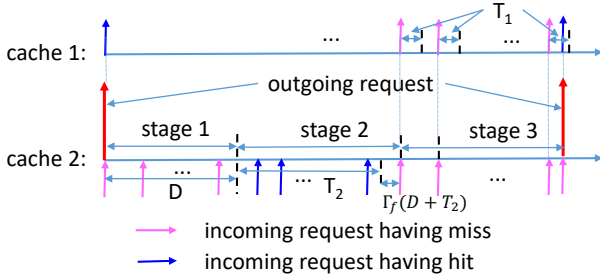 ... T₁
cache 1: ...
outgoing request
stage 1 stage 2 stage 3
cache 2:
... ... ...
D T₂ Γ_f(D + T₂)
incoming request having miss
incoming request having hit